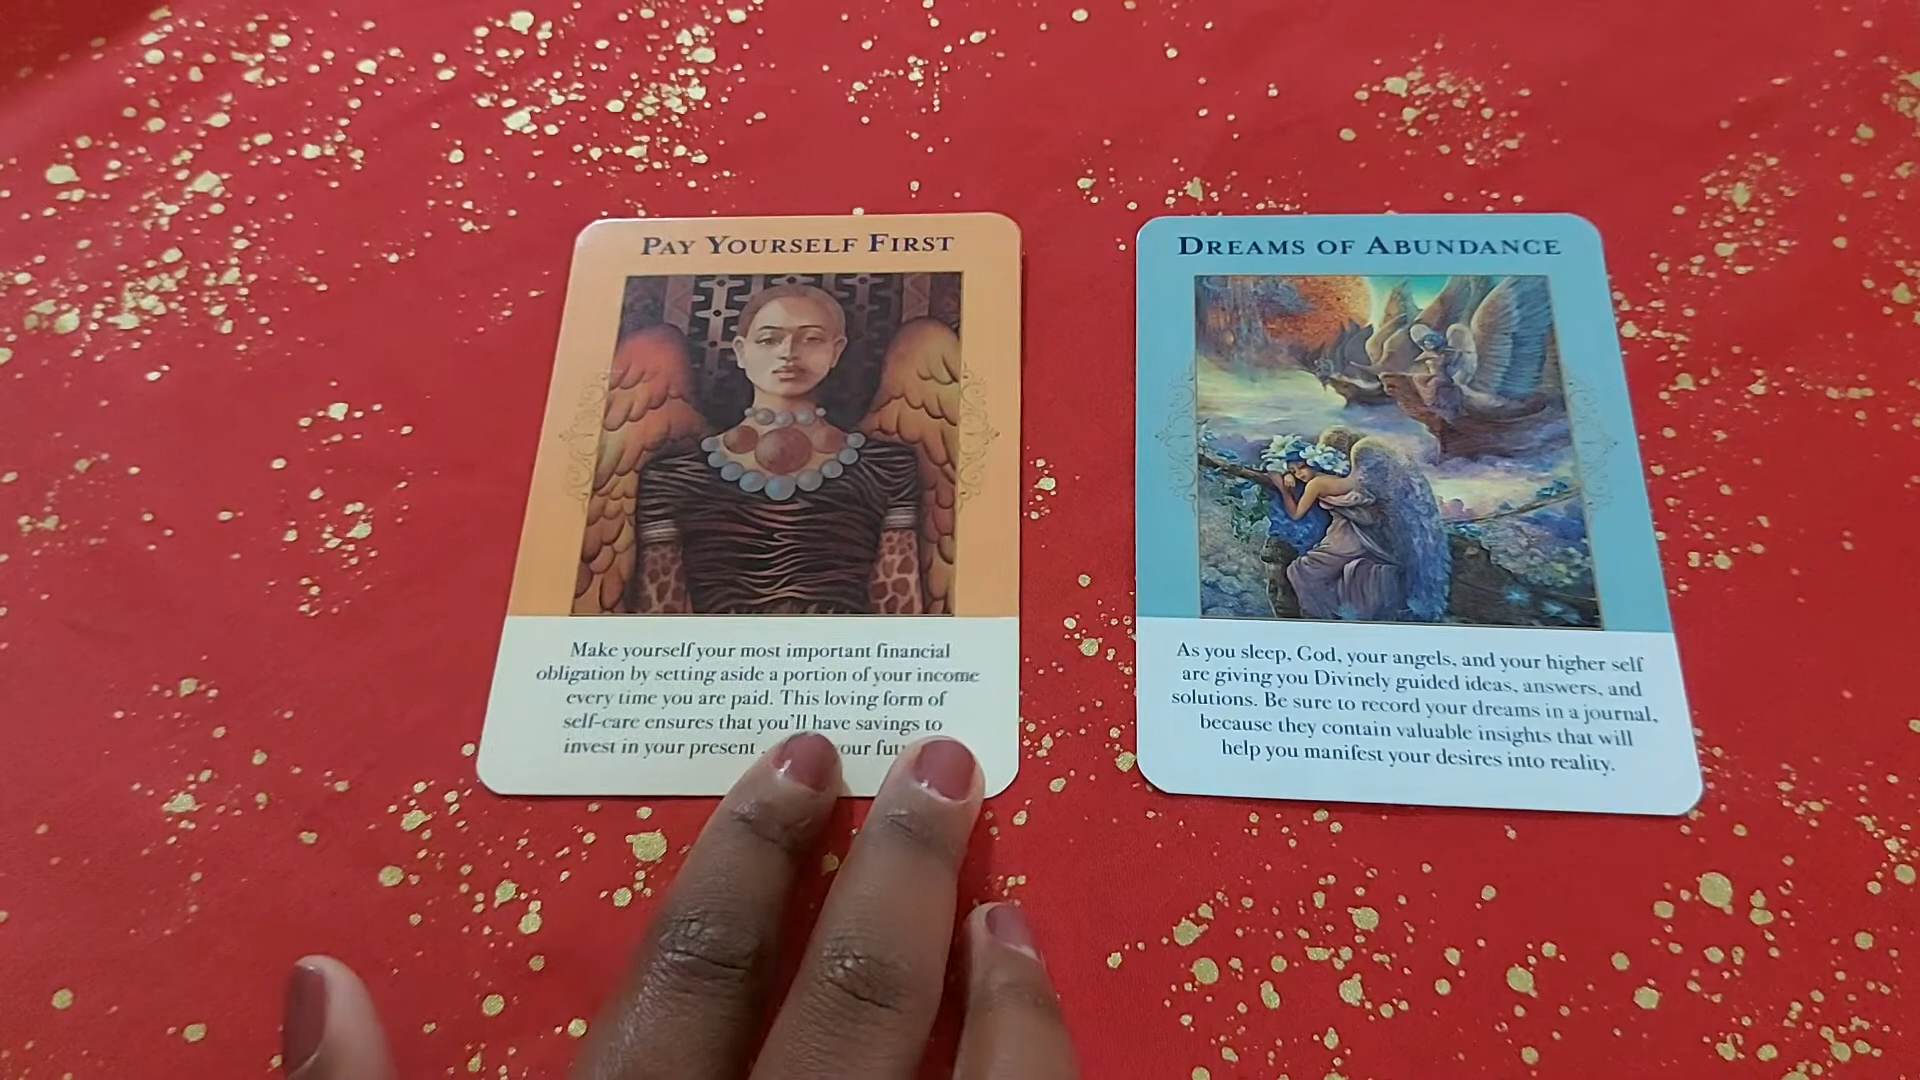 PAY YOURSELF FIRST
Make yourself your most important financial
obligation by setting aside a portion of your income
every time you are paid. This loving form of
self-care ensures that you'll have savings to
invest in your present . your
DREAMS OF ABUNDANCE
As you sleep, God, your angels, and your higher self
are giving you Divinely guided ideas, answers, and
solutions. Be sure to record your dreams in a journal,
because they contain valuable insights that will
help you manifest your desires into reality.